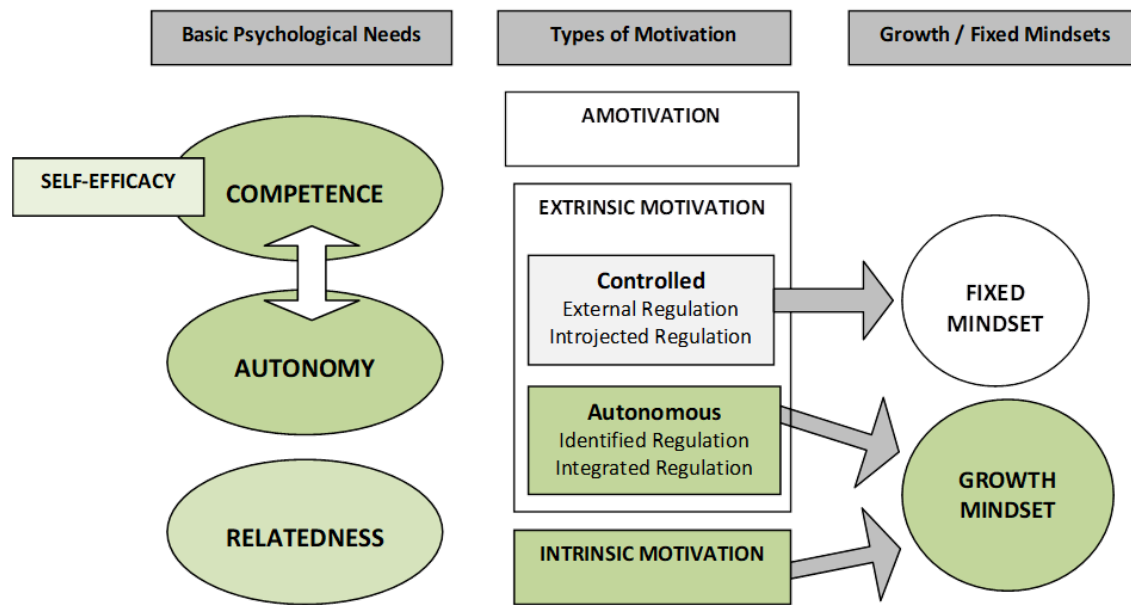 Basic Psychological Needs
Types of Motivation
Growth / Fixed Mindsets
SELF-EFFICACY
COMPETENCE
AUTONOMY
RELATEDNESS
AMOTIVATION
EXTRINSIC MOTIVATION
Controlled
External Regulation
Introjected Regulation
Autonomous
Identified Regulation
Integrated Regulation
INTRINSIC MOTIVATION
FIXED
MINDSET
GROWTH
MINDSET